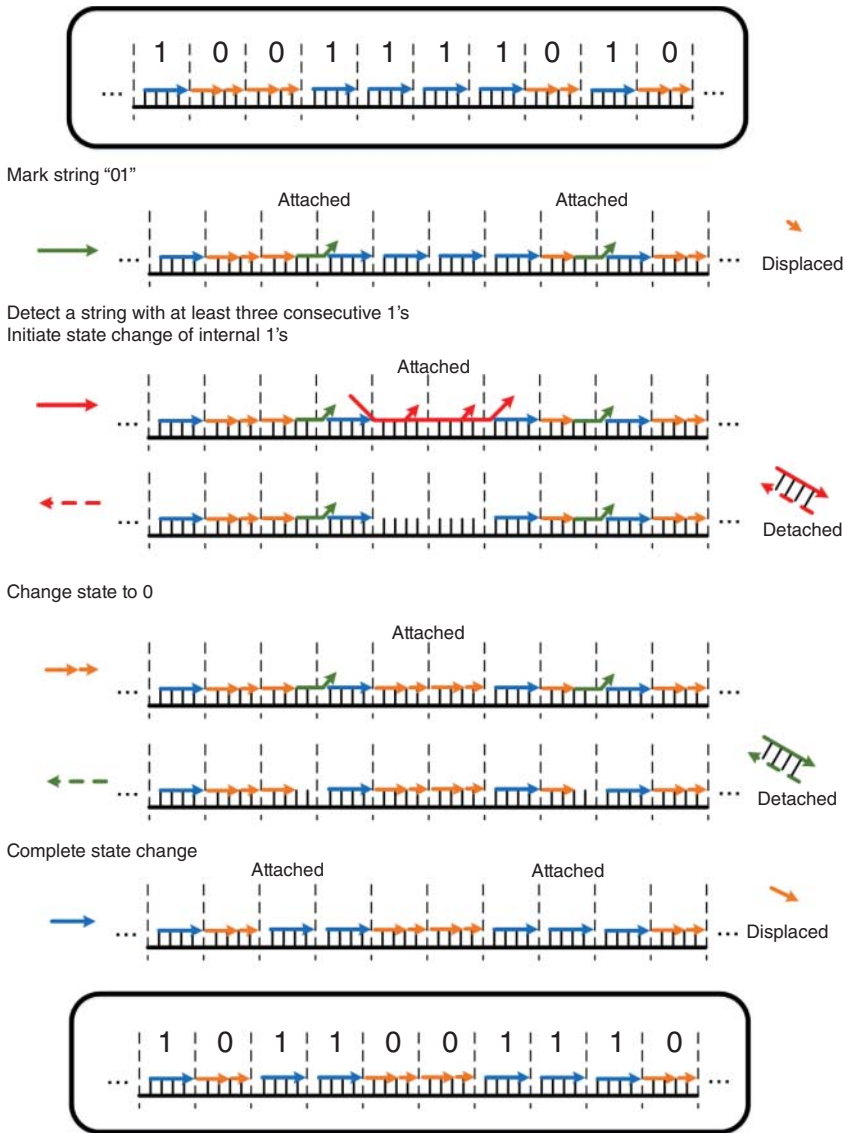 1 0 0 1 1 1 1 0 1 0
... ...
Mark string “01”
Attached Attached
... ...
Displaced
Detect a string with at least three consecutive 1’s
Initiate state change of internal 1’s
Attached
... ...
... ...
Detached
Change state to 0
Attached
... ...
... ...
Detached
Complete state change
Attached Attached
... ... Displaced
1 0 1 1 0 0 1 1 1 0
... ...